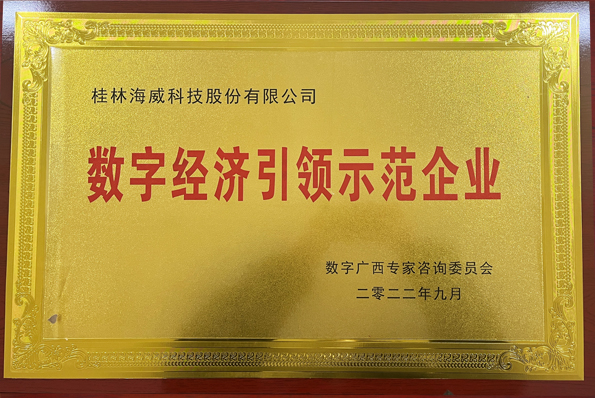 桂林海威科技股份有限公司
数字经济引领示范企业
数字广西专家咨询委员会
二零二二年九月